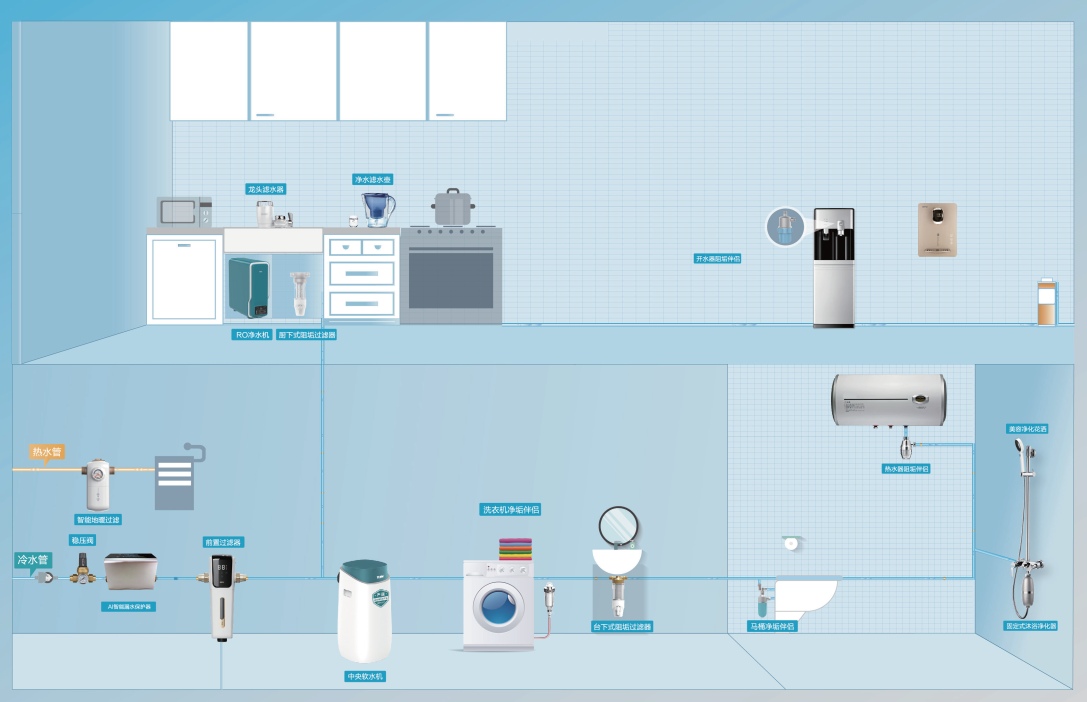 净水滤水壶
龙头滤水器
开水器阻垢伴侣
RO净水机
厨下式阻垢过滤器
美容净化花洒
热水管
热水器阻垢伴侣
智能地暖过滤
洗衣机净垢伴侣
稳压阀
前置过滤器
冷水管
AI智能漏水保护器
台下式阻垢过滤器
马桶净垢伴侣
固定式沐浴净化器
中央软水机